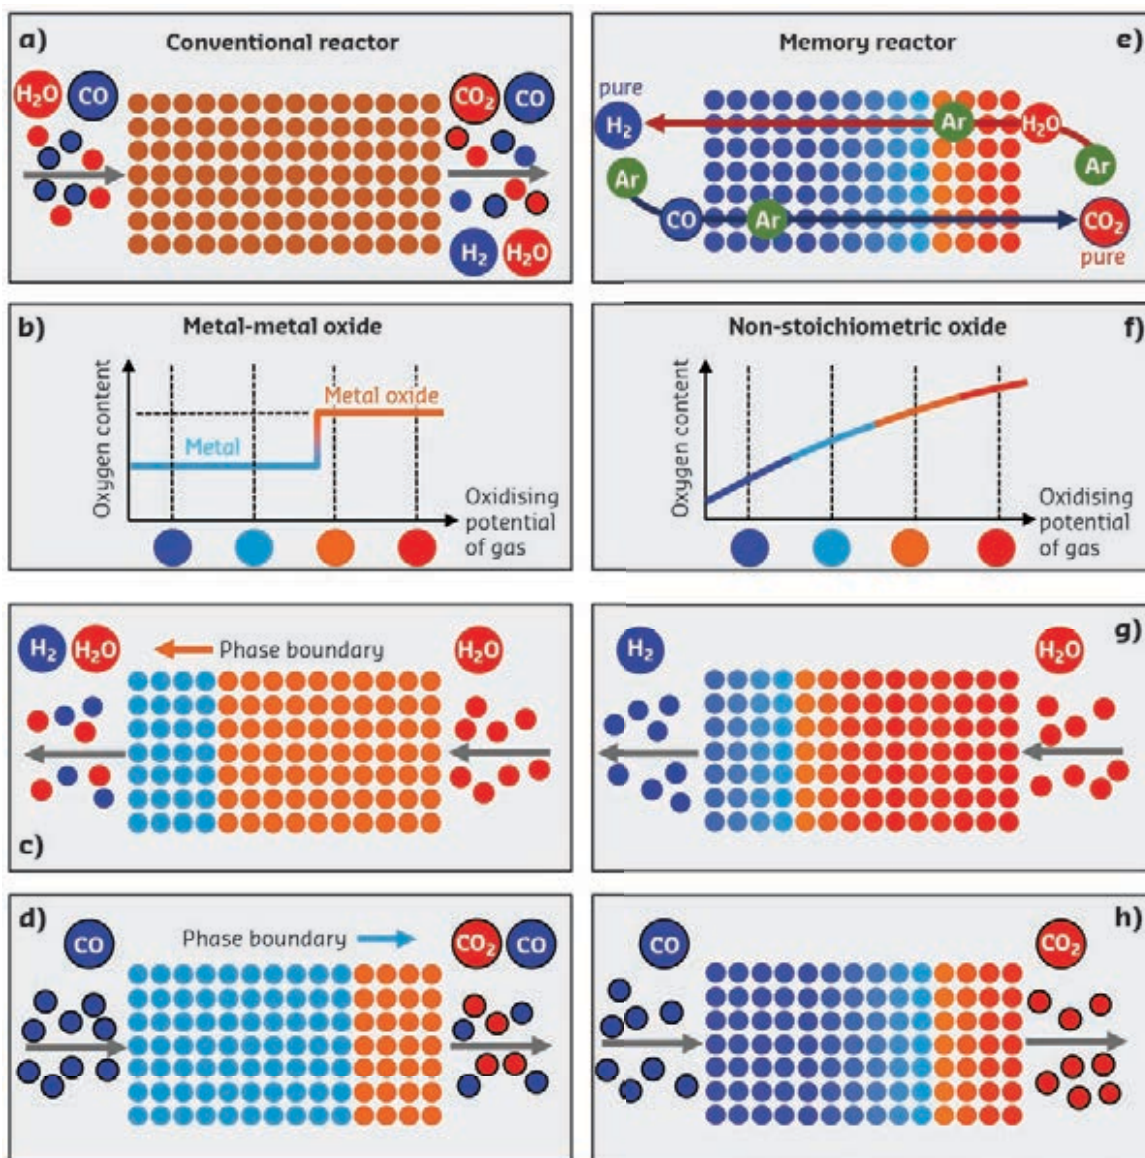 a)
Conventional reactor
H₂O CO
CO₂ CO
H₂ H₂O
Memory reactor
e)
pure
H₂
Ar
H₂O
Ar
Ar
CO
Ar
CO₂
pure
b)
Metal-metal oxide
Oxygen content
Metal oxide
Metal
Oxidising
potential
of gas
Non-stoichiometric oxide
f)
Oxygen content
Oxidising
potential
of gas
H₂ H₂O
Phase boundary
H₂O
c)
g)
H₂
H₂O
d)
CO
Phase boundary
CO₂ CO
h)
CO
CO₂